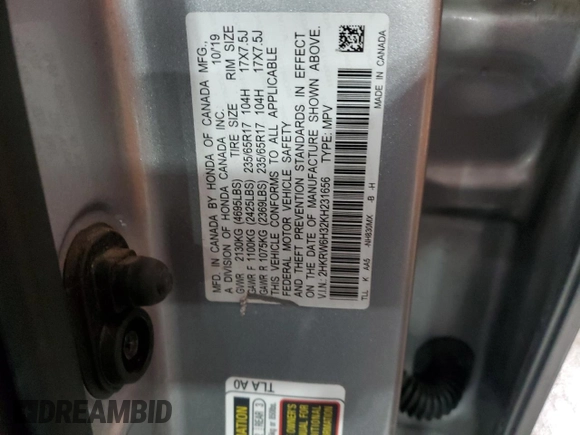 MFD. IN CANADA BY HONDA OF CANADA MFG.,
A DIVISION OF HONDA CANADA INC. 10/19
TIRE SIZE RIM SIZE
GVWR 2130KG (4695LBS)
GAWR F 1100KG (2425LBS) 235/65R17 104H 17X7.5J
GAWR R 1075KG (2369LBS) 235/65R17 104H 17X7.5J
THIS VEHICLE CONFORMS TO ALL APPLICABLE
FEDERAL MOTOR VEHICLE SAFETY
AND THEFT PREVENTION STANDARDS IN EFFECT
ON THE DATE OF MANUFACTURE SHOWN ABOVE.
V.I.N. 2HKRW6H32KH231656 TYPE: MPV
TLL K AA5 -NH830MX -B -H
MADE IN CANADA
TLA A0
REAR 3
DREAMBID